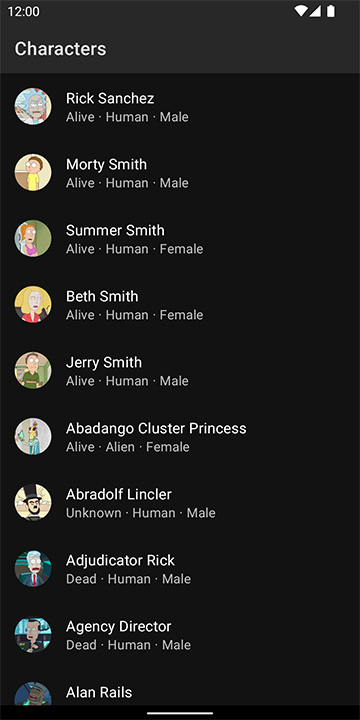 12:00
Characters
Rick Sanchez
Alive · Human · Male
Morty Smith
Alive · Human · Male
Summer Smith
Alive · Human · Female
Beth Smith
Alive · Human · Female
Jerry Smith
Alive · Human · Male
Abadango Cluster Princess
Alive · Alien · Female
Abradolf Lincler
Unknown · Human · Male
Adjudicator Rick
Dead · Human · Male
Agency Director
Dead · Human · Male
Alan Rails